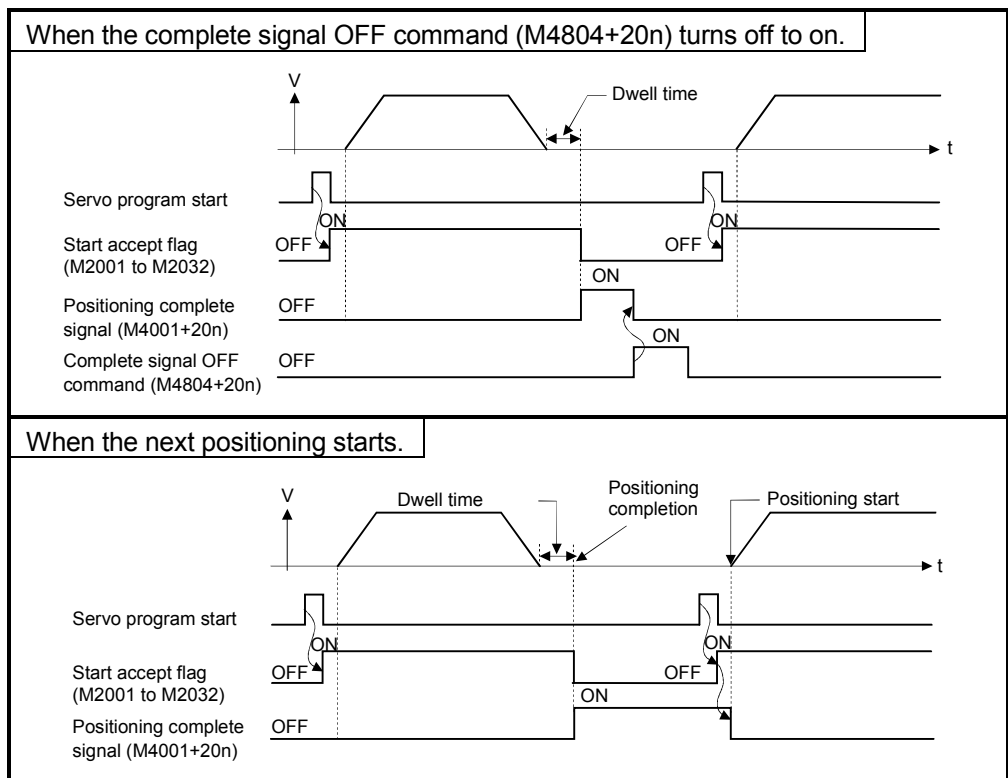 When the complete signal OFF command (M4804+20n) turns off to on.
V
Dwell time
t
Servo program start
ON
ON
Start accept flag
(M2001 to M2032)
OFF
OFF
ON
Positioning complete
signal (M4001+20n)
OFF
ON
Complete signal OFF
command (M4804+20n)
OFF
When the next positioning starts.
V
Dwell time
Positioning
completion
Positioning start
t
Servo program start
ON
ON
Start accept flag
(M2001 to M2032)
OFF
OFF
ON
Positioning complete
signal (M4001+20n)
OFF